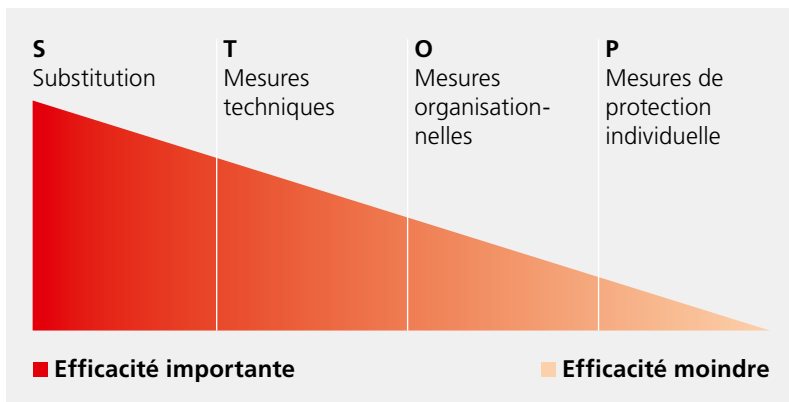 S
Substitution
T
Mesures
techniques
O
Mesures
organisation-
nelles
P
Mesures de
protection
individuelle
Efficacité importante
Efficacité moindre